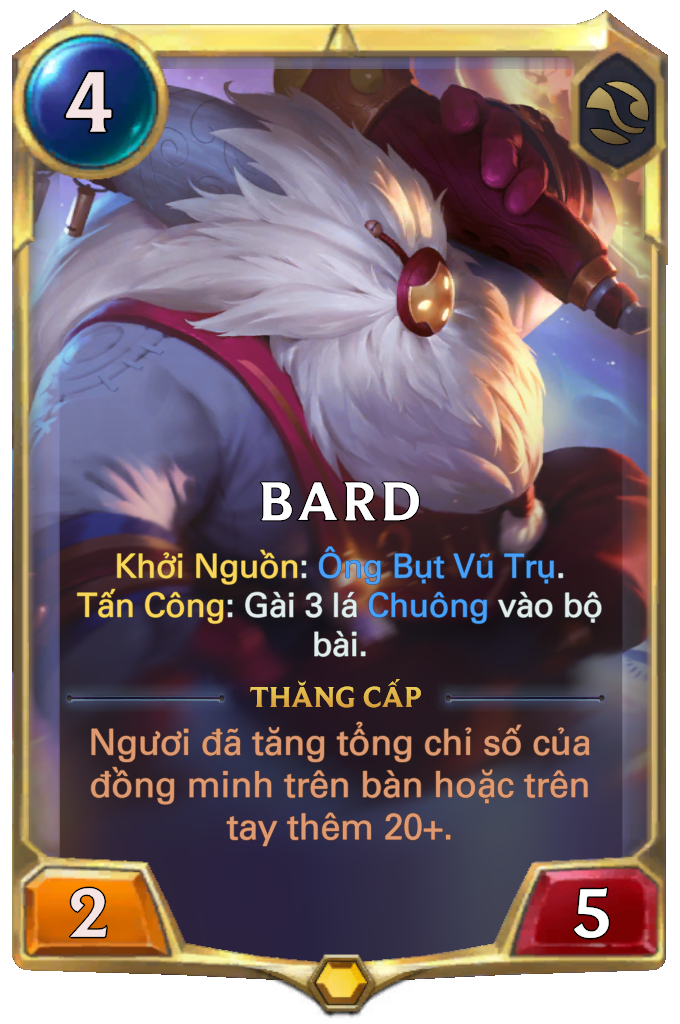 4
BARD
Khởi Nguồn: Ông Bụt Vũ Trụ.
Tấn Công: Gài 3 lá Chuông vào bộ
bài.
THĂNG CẤP
Ngươi đã tăng tổng chỉ số của
đồng minh trên bàn hoặc trên
tay thêm 20+.
2
5